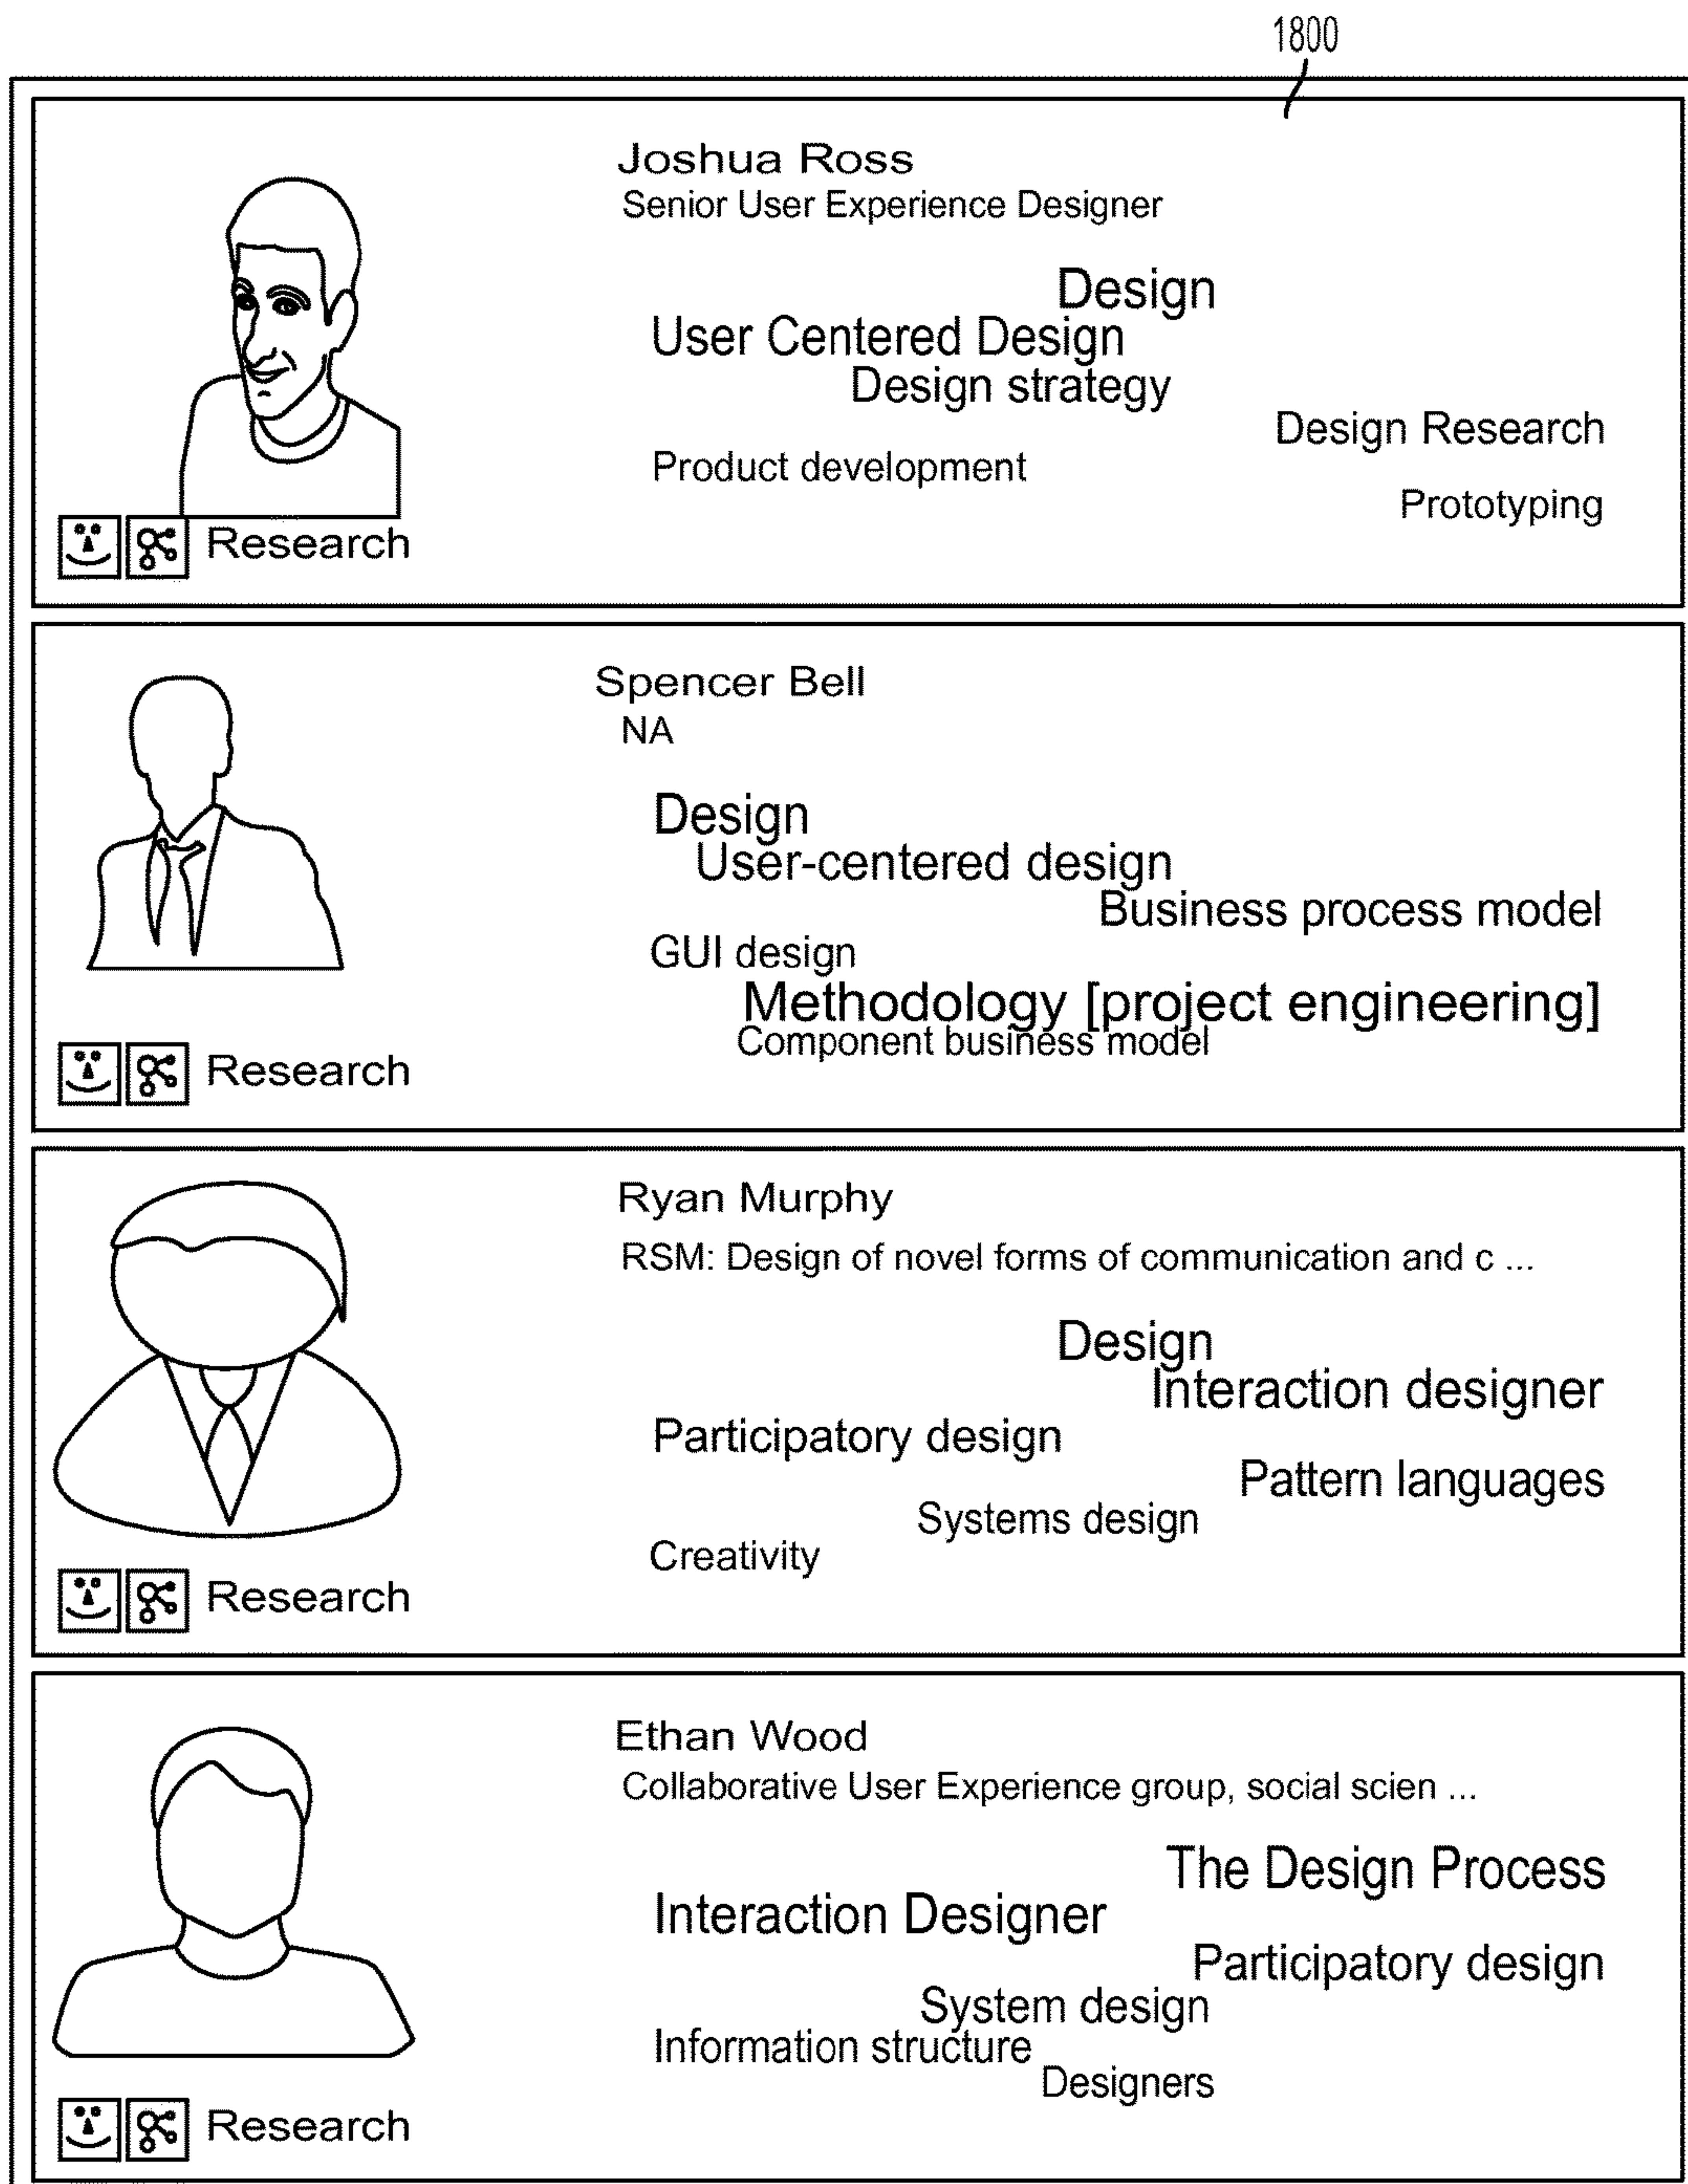 1800
Joshua Ross
Senior User Experience Designer
Design
User Centered Design
Design strategy
Design Research
Product development
Prototyping
Research
Spencer Bell
NA
Design
User-centered design
Business process model
GUI design
Methodology [project engineering]
Component business model
Research
Ryan Murphy
RSM: Design of novel forms of communication and c ...
Design
Interaction designer
Participatory design
Pattern languages
Systems design
Creativity
Research
Ethan Wood
Collaborative User Experience group, social scien ...
The Design Process
Interaction Designer
Participatory design
System design
Information structure
Designers
Research